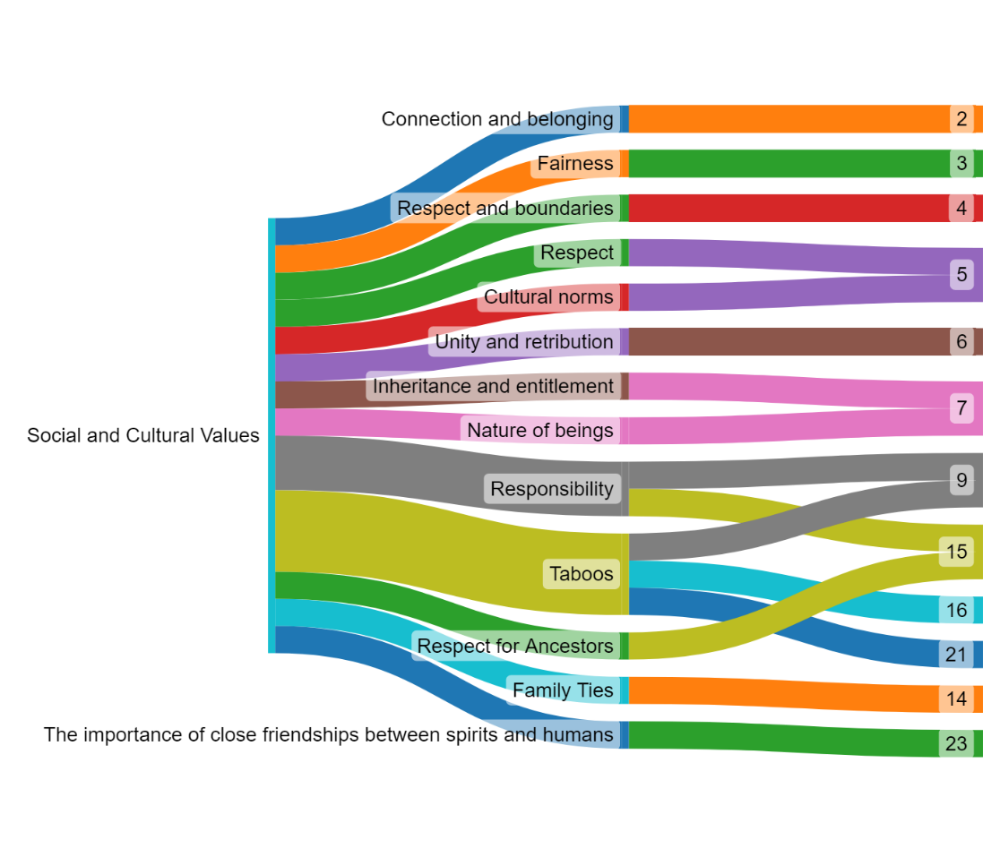 Connection and belonging
2
Fairness
3
Respect and boundaries
4
Respect
Cultural norms
5
Unity and retribution
6
Inheritance and entitlement
7
Nature of beings
Social and Cultural Values
Responsibility
9
Taboos
15
16
Respect for Ancestors
21
Family Ties
14
The importance of close friendships between spirits and humans
23